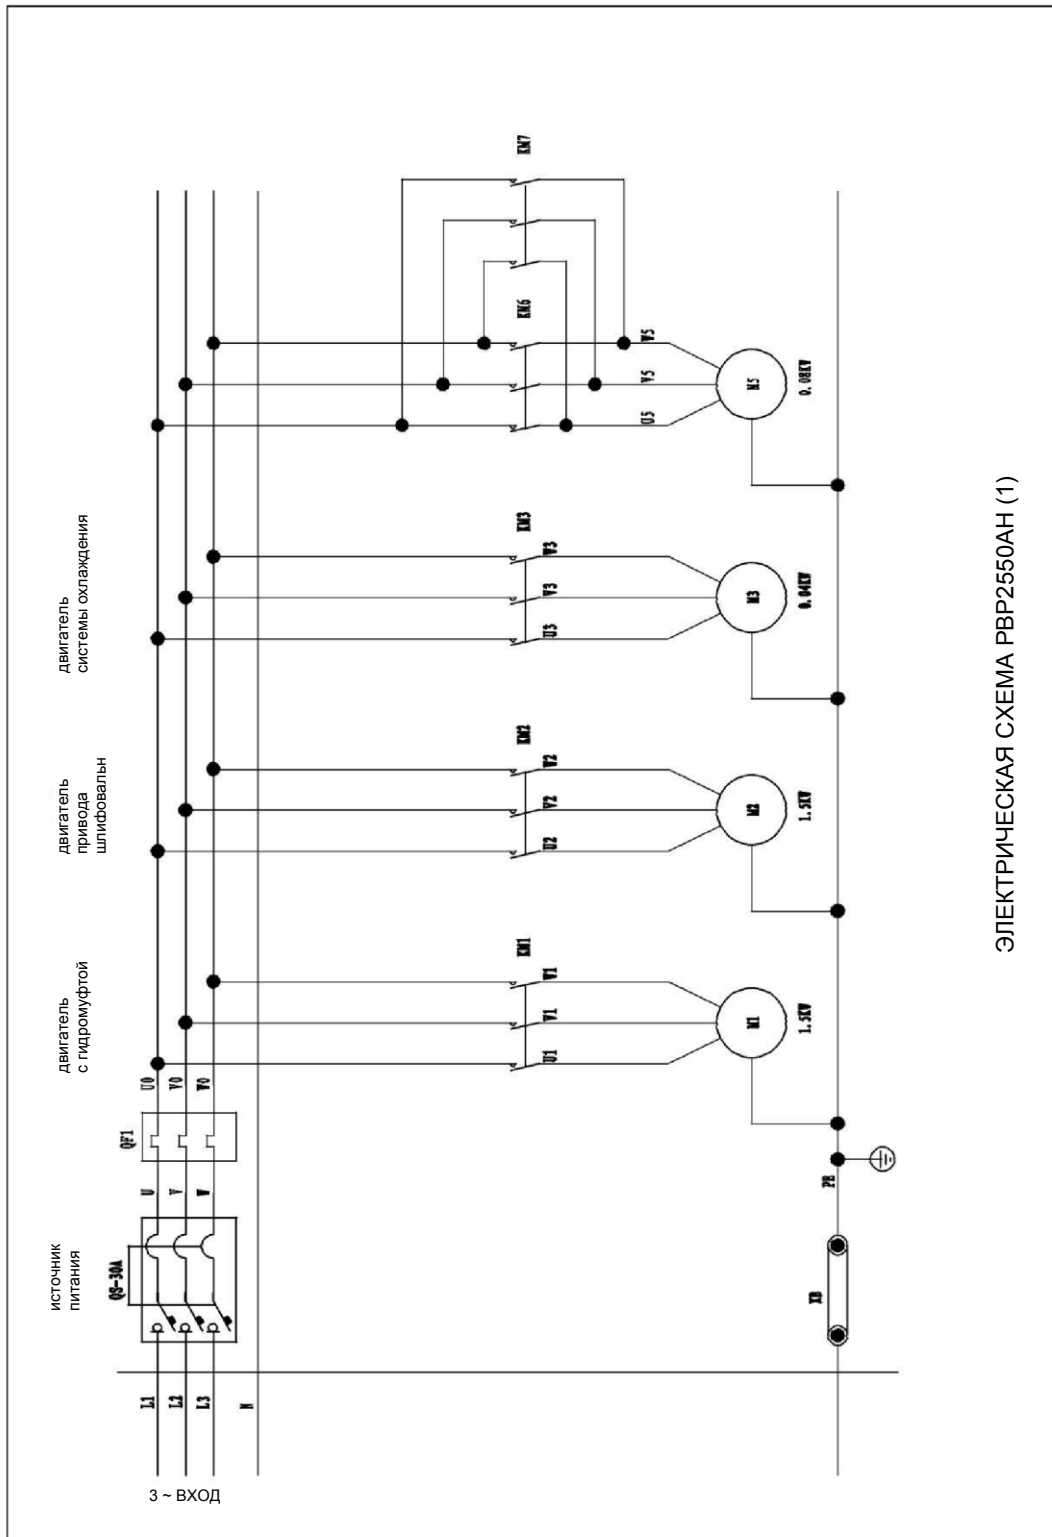 двигатель
системы охлаждения
двигатель
привода
шлифовальн
двигатель
с гидромуфтой
источник
питания
KM7
KM6
KM3
KM2
KM1
W5
V5
U5
W3
V3
U3
W2
V2
U2
W1
V1
U1
M5
0.08KW
M3
0.04KW
M2
1.5KW
M1
1.5KW
U0
V0
W0
QF1
U
V
W
QS-30A
L1
L2
L3
N
3 ~ ВХОД
PE
XB
ЭЛЕКТРИЧЕСКАЯ СХЕМА PBP2550AH (1)